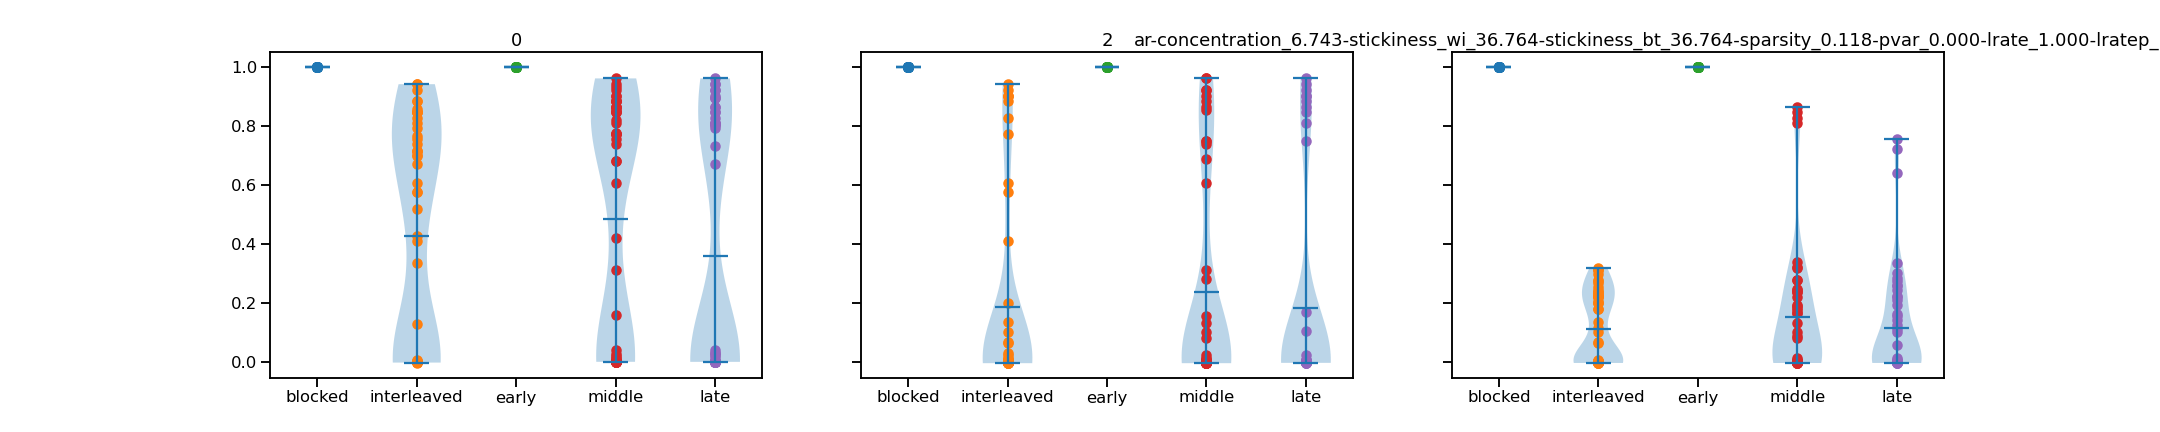 0
2 ar-concentration_6.743-stickiness_wi_36.764-stickiness_bt_36.764-sparsity_0.118-pvar_0.000-lrate_1.000-lratep_
1.0
0.8
0.6
0.4
0.2
0.0
blocked interleaved early middle late
blocked interleaved early middle late
blocked interleaved early middle late